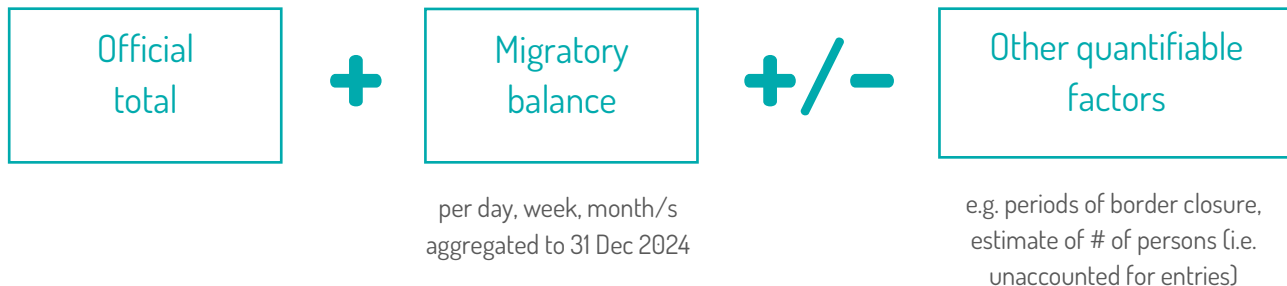 Official
total
+
Migratory
balance
+/-
Other quantifiable
factors
per day, week, month/s
aggregated to 31 Dec 2024
e.g. periods of border closure,
estimate of # of persons (i.e.
unaccounted for entries)